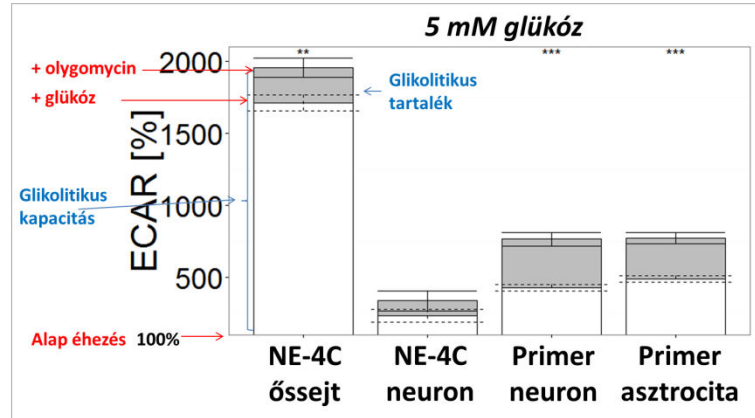 5 mM glükóz
+ olygomycin
+ glükóz
Glikolitikus
kapacitás
Alap éhezés 100%
ECAR [%]
2000
1500
1000
500
**
***
***
Glikolitikus
tartalék
NE-4C
őssejt
NE-4C
neuron
Primer
neuron
Primer
asztrocita